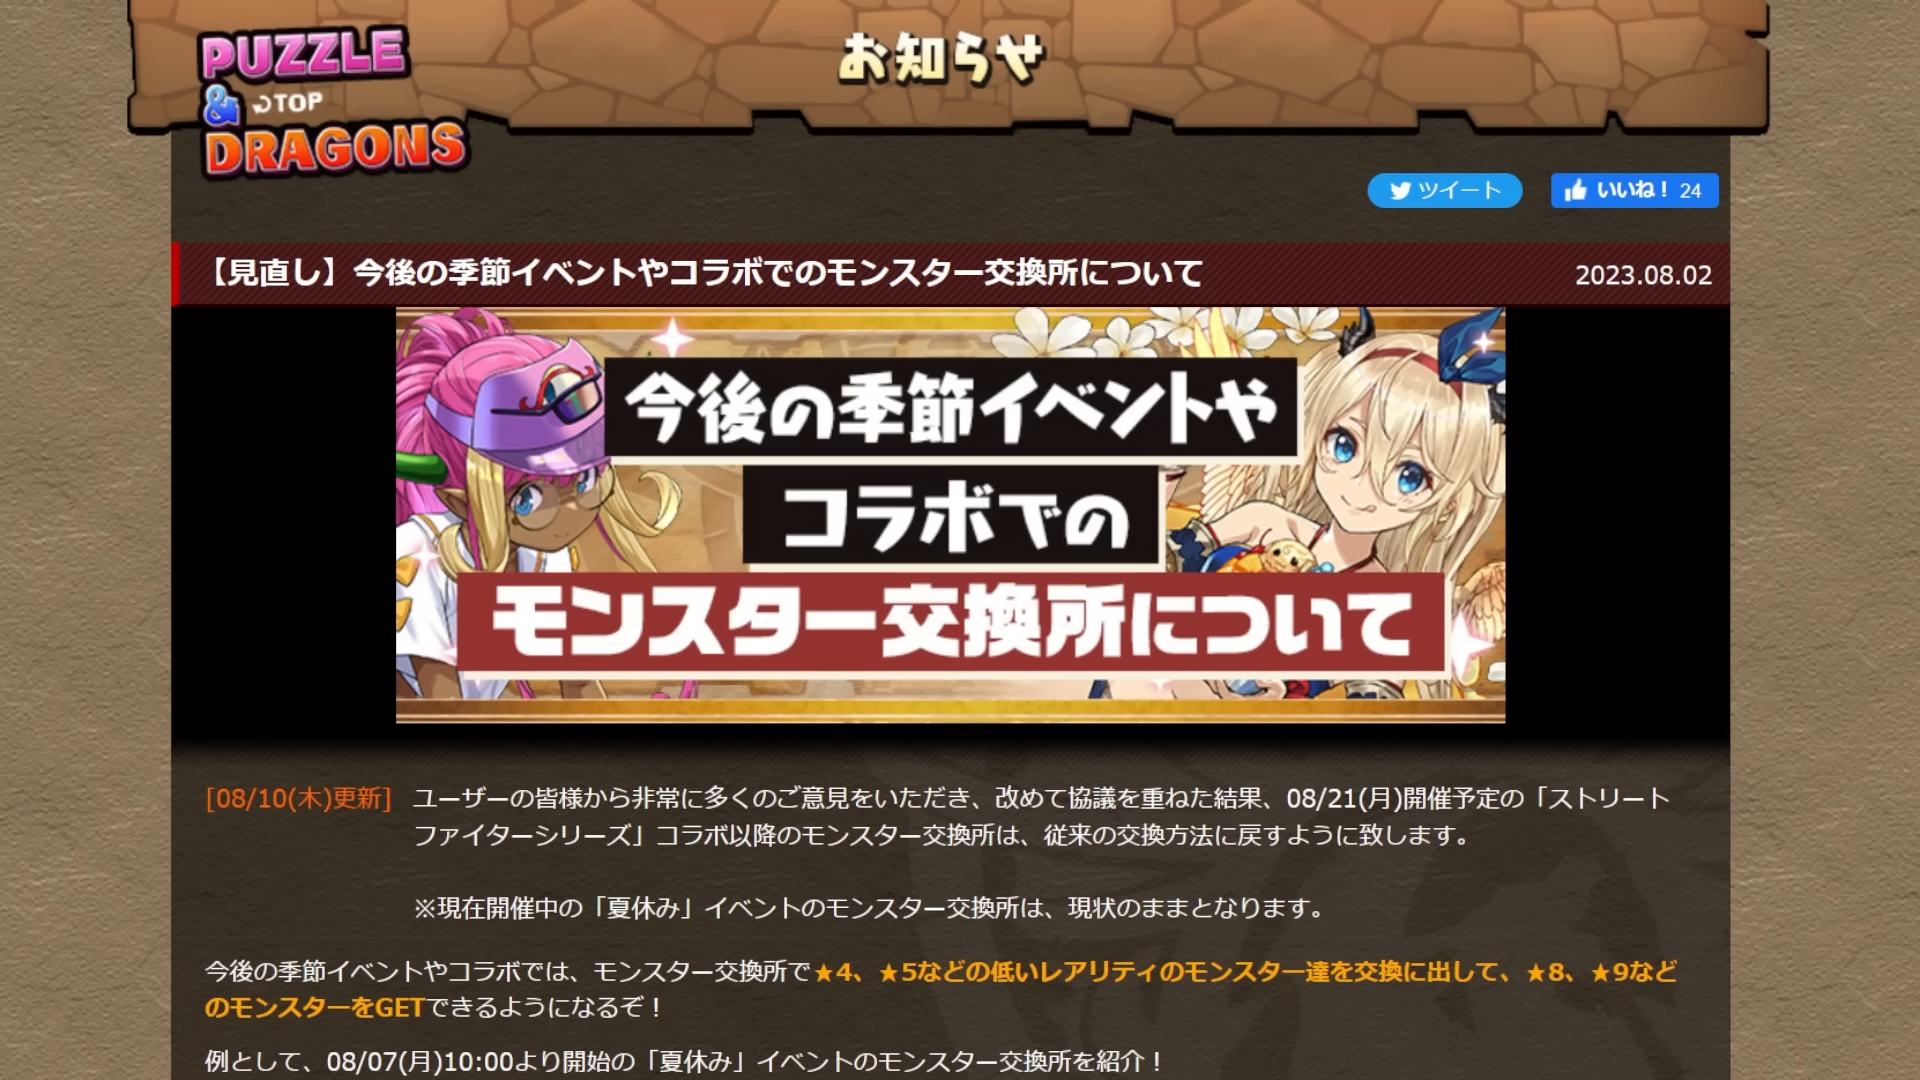 PUZZLE
& TOP
DRAGONS
お知らせ
ツイート
いいね！ 24
【見直し】今後の季節イベントやコラボでのモンスター交換所について
2023.08.02
今後の季節イベントや
コラボでの
モンスター交換所について
[08/10(木)更新] ユーザーの皆様から非常に多くのご意見をいただき、改めて協議を重ねた結果、08/21(月)開催予定の「ストリート
ファイターシリーズ」コラボ以降のモンスター交換所は、従来の交換方法に戻すように致します。
※現在開催中の「夏休み」イベントのモンスター交換所は、現状のままとなります。
今後の季節イベントやコラボでは、モンスター交換所で★4、★5などの低いレアリティのモンスター達を交換に出して、★8、★9など
のモンスターをGETできるようになるぞ！
例として、08/07(月)10:00より開始の「夏休み」イベントのモンスター交換所を紹介！